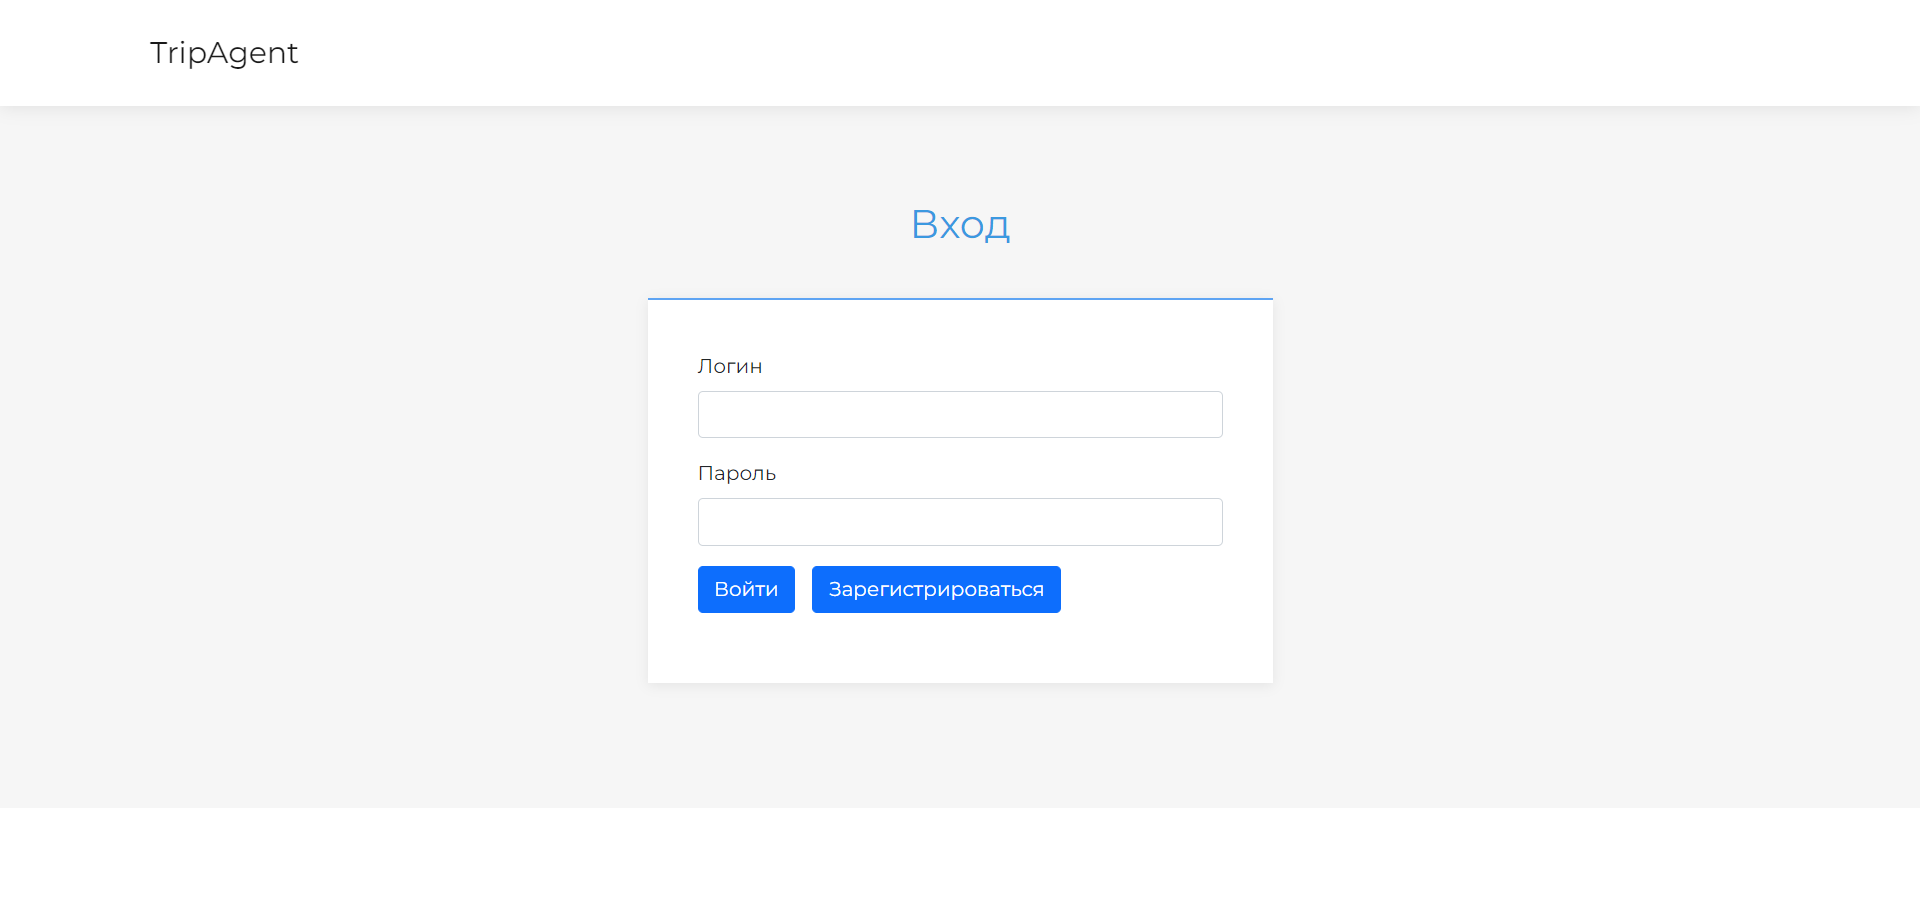 TripAgent
Вход
Логин
Пароль
Войти Зарегистрироваться